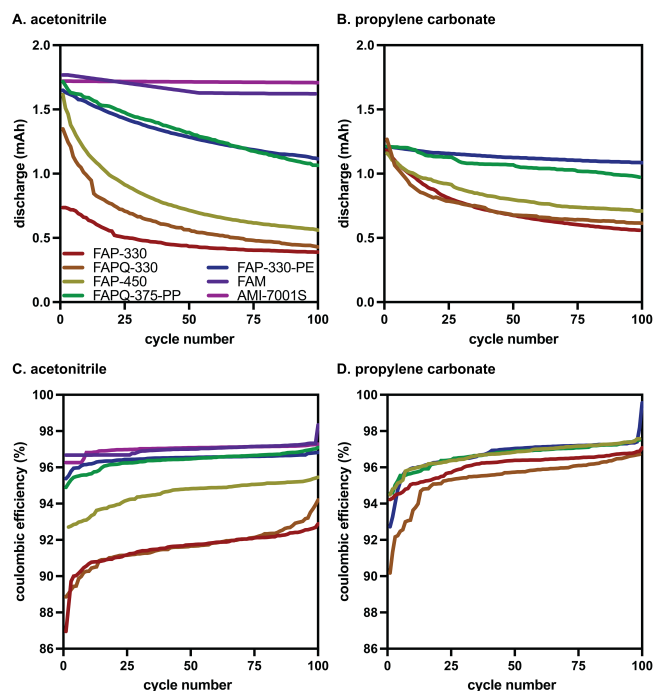 A. acetonitrile
B. propylene carbonate
discharge (mAh)
2.0
1.5
1.0
0.5
0.0
FAP-330
FAPQ-330
FAP-450
FAPQ-375-PP
FAP-330-PE
FAM
AMI-7001S
0 25 50 75 100
cycle number
discharge (mAh)
2.0
1.5
1.0
0.5
0.0
0 25 50 75 100
cycle number
C. acetonitrile
D. propylene carbonate
coulombic efficiency (%)
100
98
96
94
92
90
88
86
0 25 50 75 100
cycle number
coulombic efficiency (%)
100
98
96
94
92
90
88
86
0 25 50 75 100
cycle number